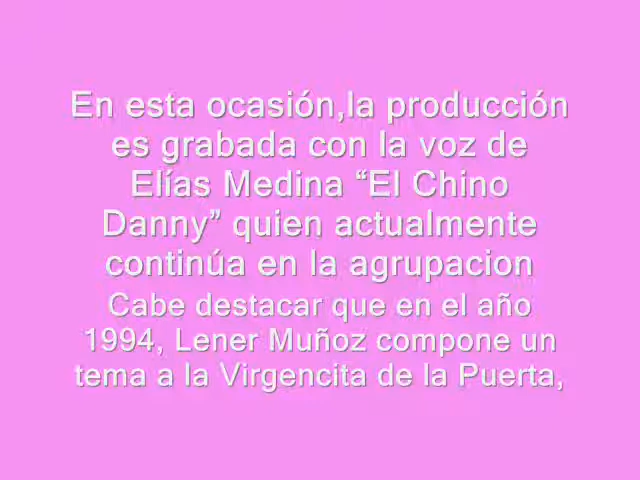 En esta ocasión,la producción
es grabada con la voz de
Elías Medina “El Chino
Danny” quien actualmente
continúa en la agrupacion
Cabe destacar que en el año
1994, Lener Muñoz compone un
tema a la Virgencita de la Puerta,